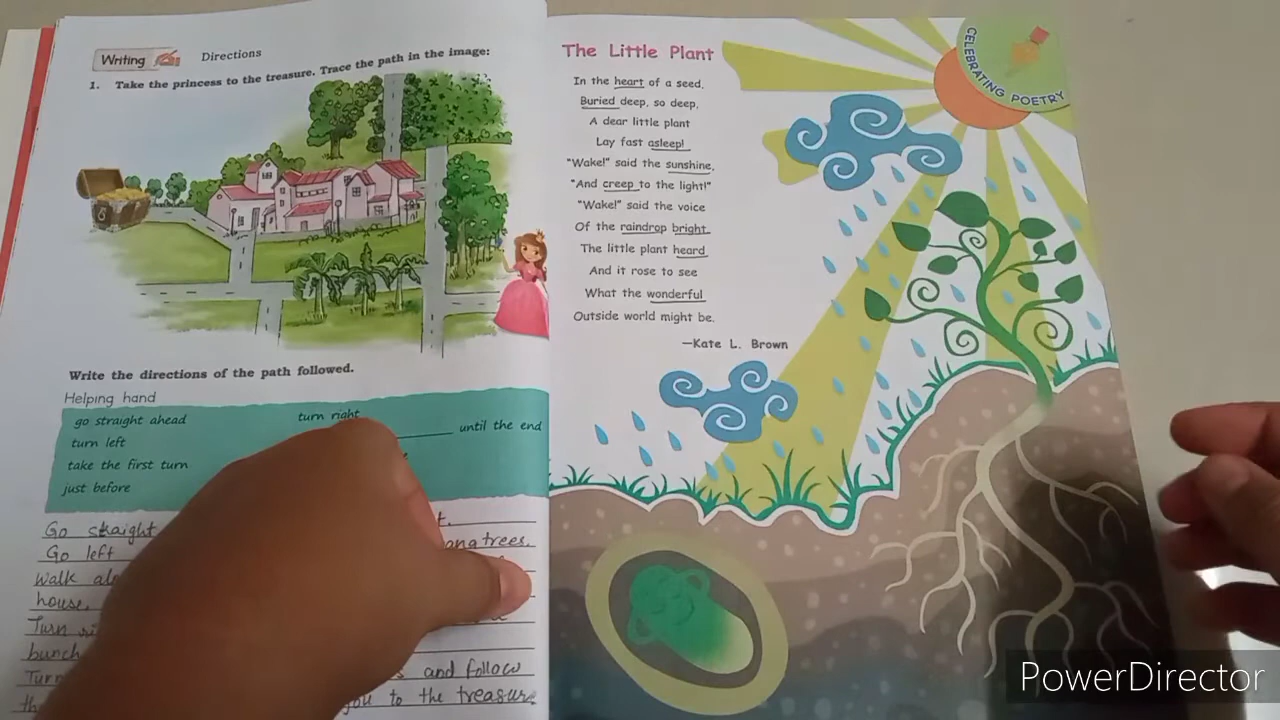 Writing
Directions
1. Take the princess to the treasure. Trace the path in the image:
Write the directions of the path followed.
Helping hand
go straight ahead
turn right
turn left
until the end
take the first turn
just before
Go straight
Go left
trees.
Walk
house,
Turn
bunch
Turn
and follow
you to the treasure
The Little Plant
In the heart of a seed,
Buried deep, so deep,
A dear little plant
Lay fast asleep!
"Wake!" said the sunshine,
"And creep to the light!"
"Wake!" said the voice
Of the raindrop bright.
The little plant heard
And it rose to see
What the wonderful
Outside world might be.
—Kate L. Brown
CELEBRATING POETRY
PowerDirector